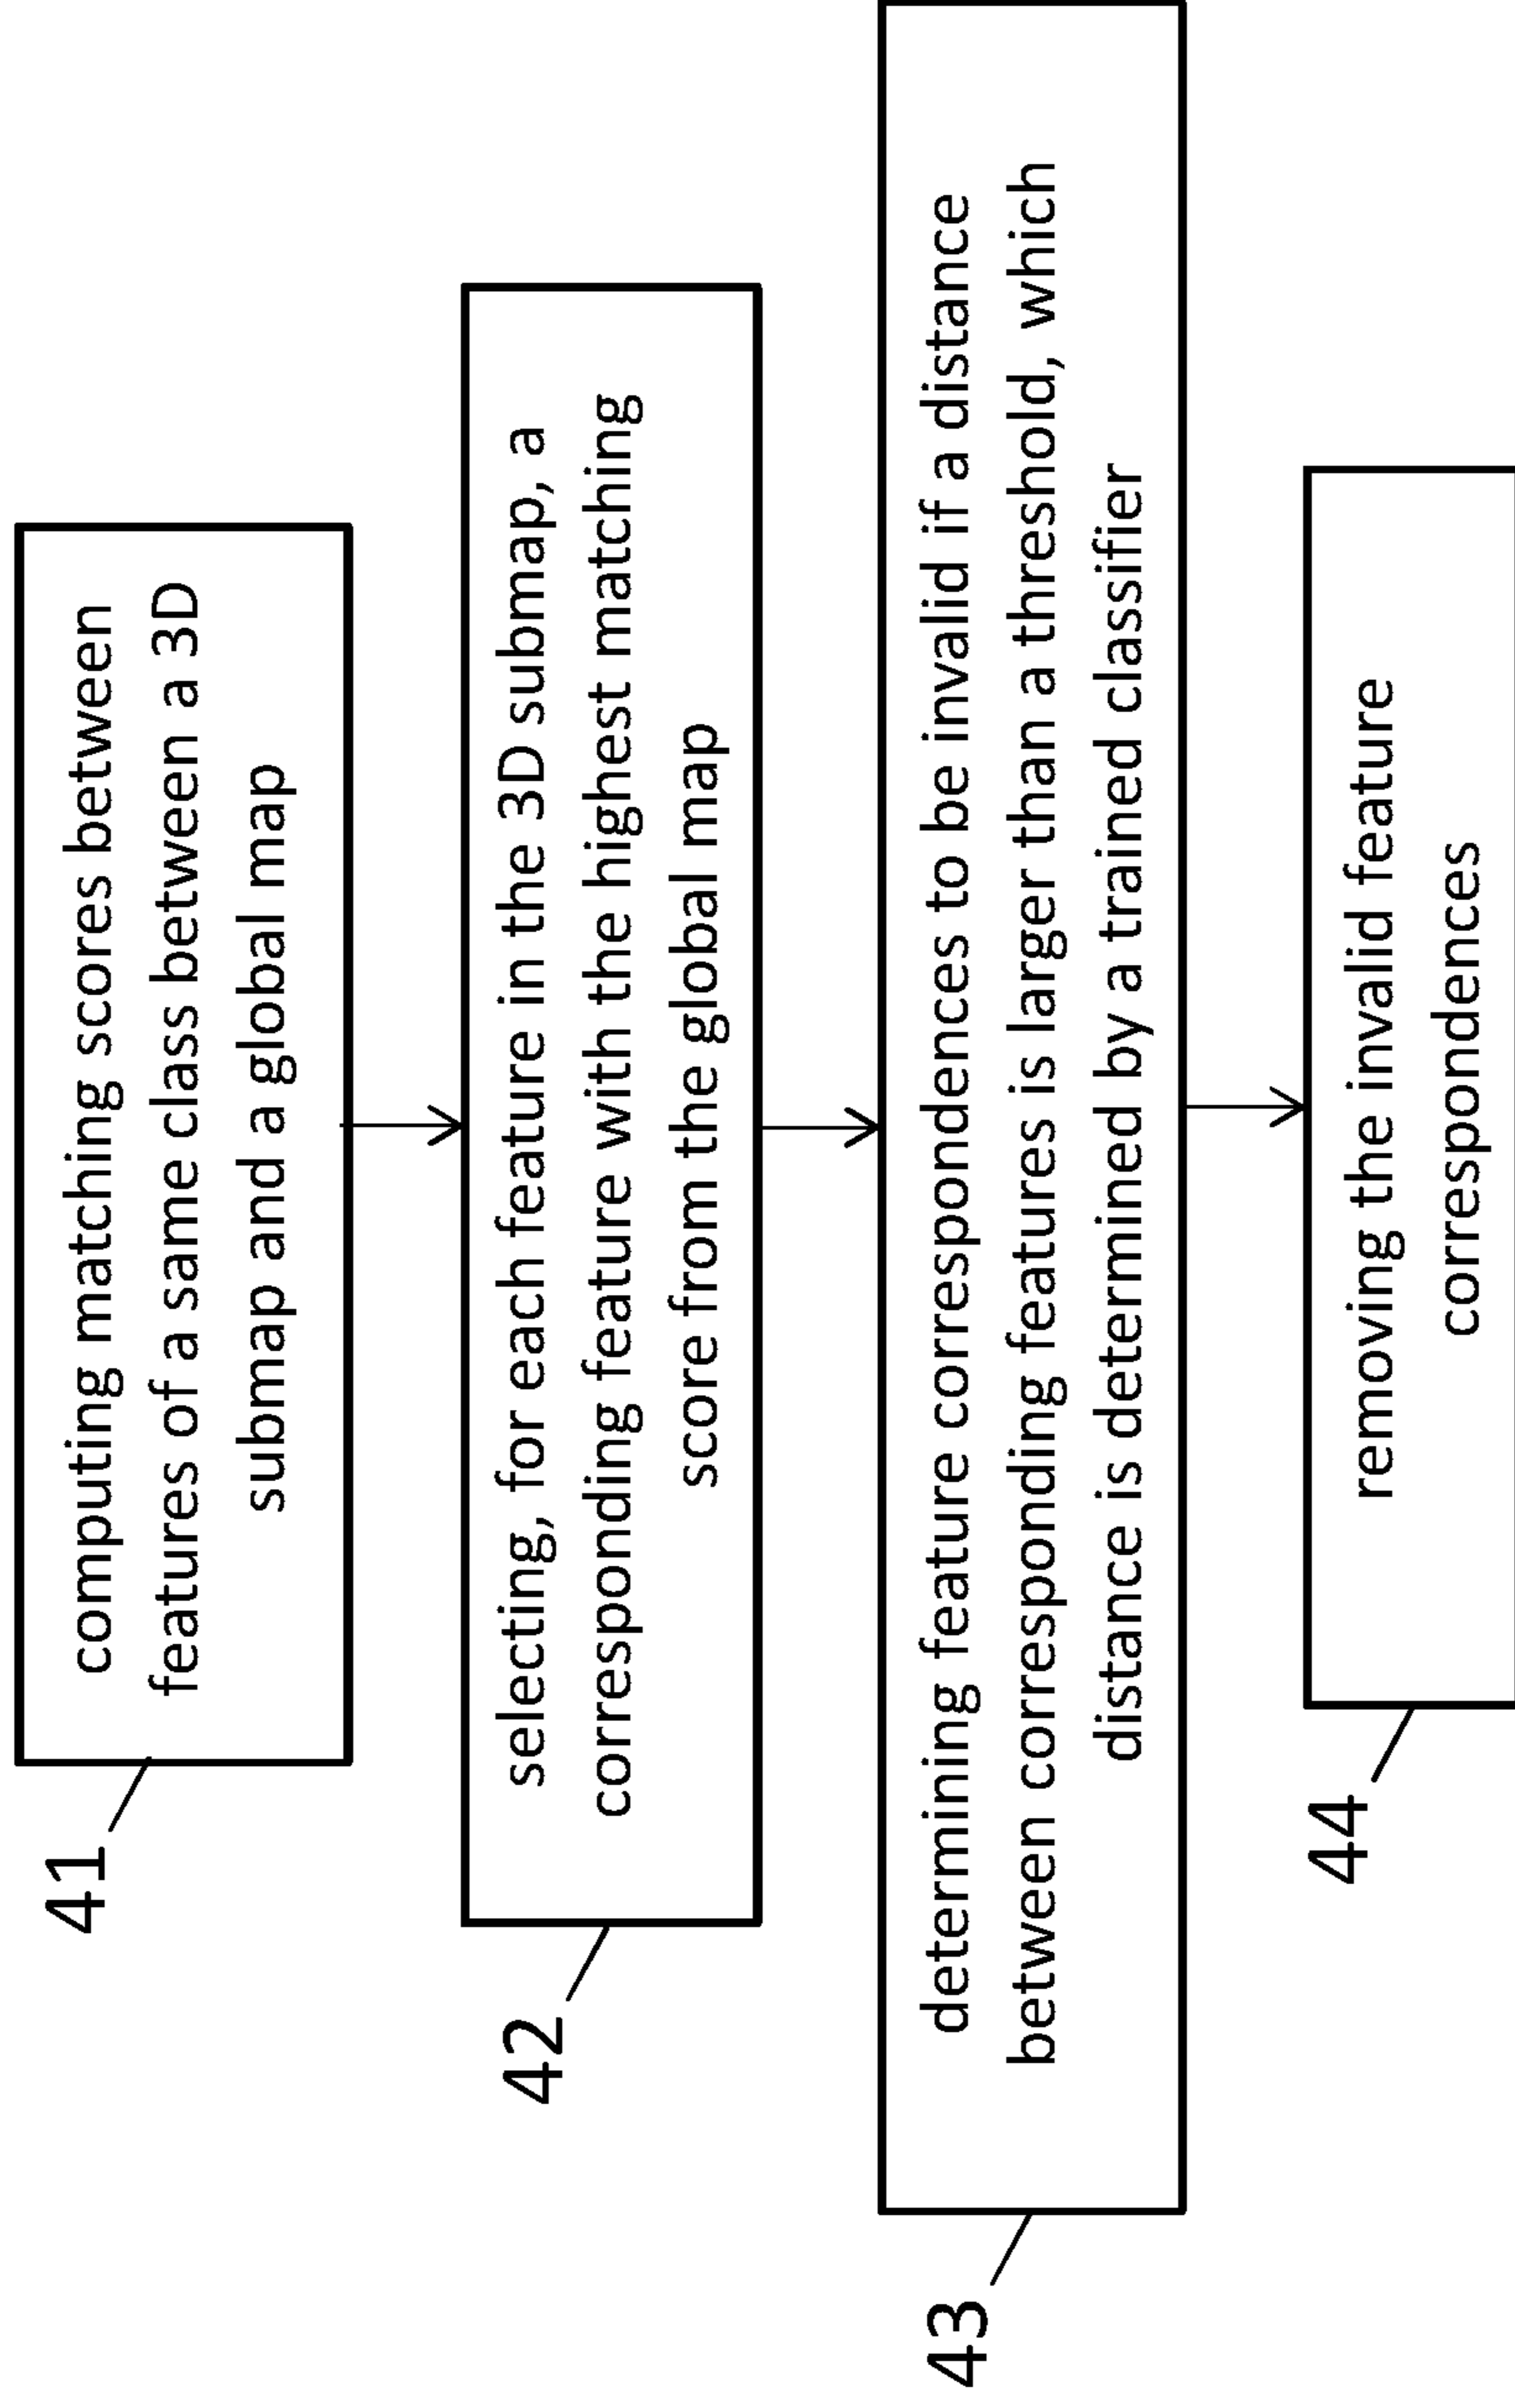 41
computing matching scores between
features of a same class between a 3D
submap and a global map
42
selecting, for each feature in the 3D submap, a
corresponding feature with the highest matching
score from the global map
43
determining feature correspondences to be invalid if a distance
between corresponding features is larger than a threshold, which
distance is determined by a trained classifier
44
removing the invalid feature
correspondences